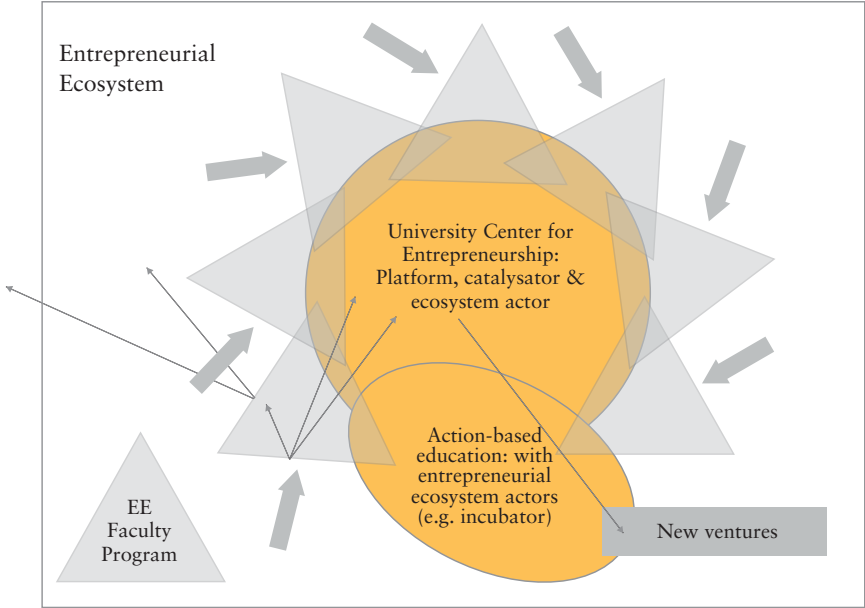 Entrepreneurial
Ecosystem
University Center for
Entrepreneurship:
Platform, catalysator &
ecosystem actor
Action-based
education: with
entrepreneurial
ecosystem actors
(e.g. incubator)
EE
Faculty
Program
New ventures